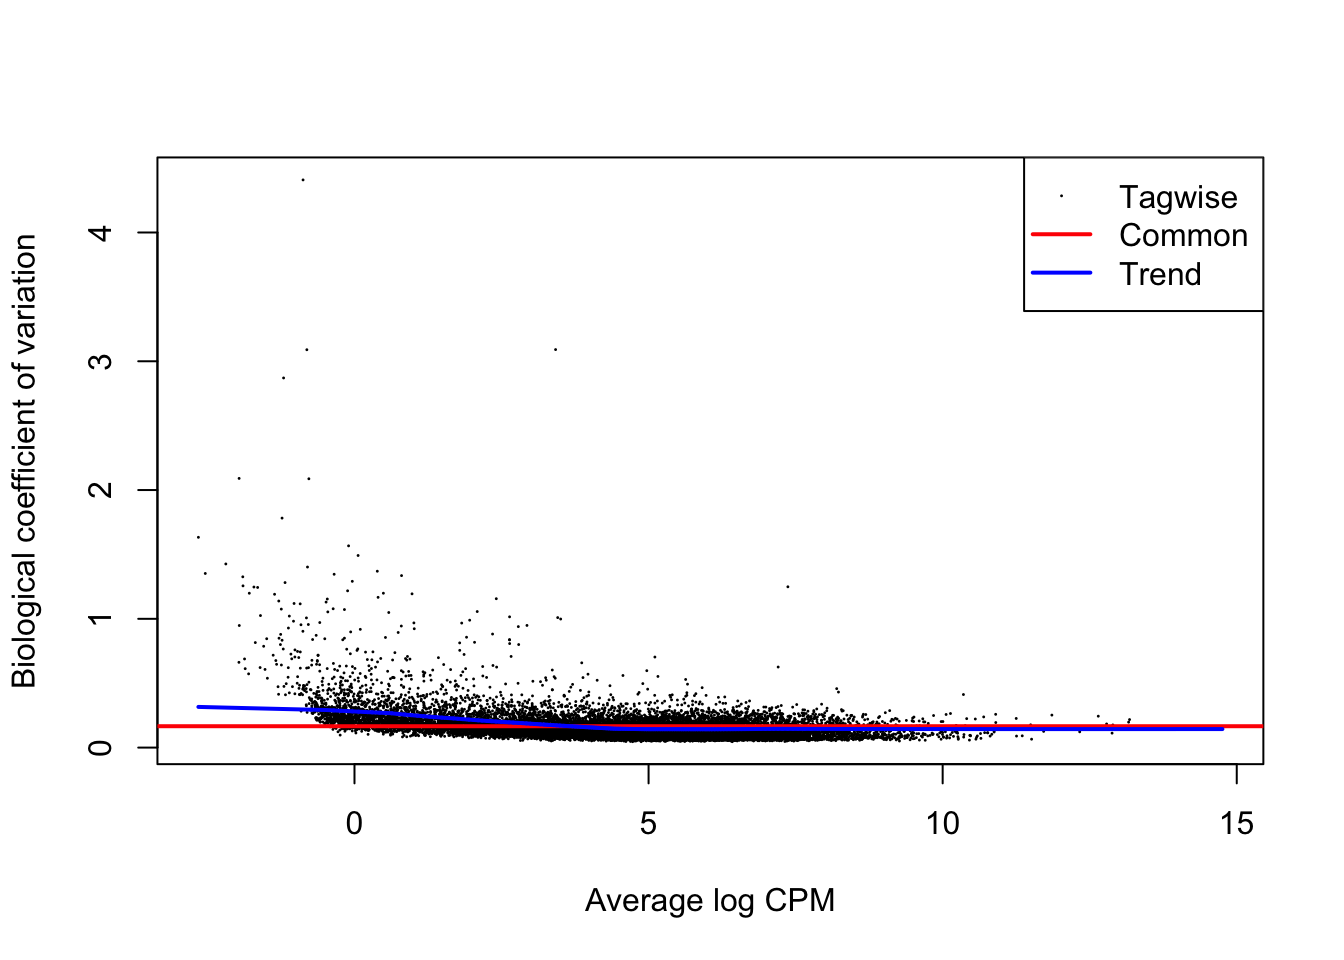 Tagwise
Common
Trend
Biological coefficient of variation
4
3
2
1
0
0 5 10 15
Average log CPM